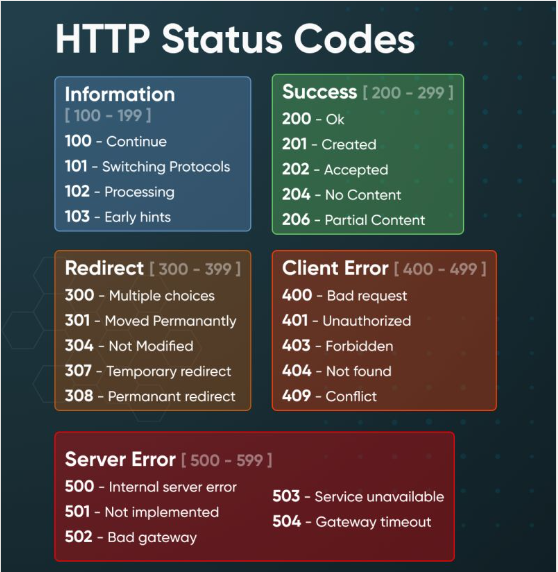 HTTP Status Codes
Information
[ 100 - 199 ]
100 - Continue
101 - Switching Protocols
102 - Processing
103 - Early hints
Success [ 200 - 299 ]
200 - Ok
201 - Created
202 - Accepted
204 - No Content
206 - Partial Content
Redirect [ 300 - 399 ]
300 - Multiple choices
301 - Moved Permanantly
304 - Not Modified
307 - Temporary redirect
308 - Permanant redirect
Client Error [ 400 - 499 ]
400 - Bad request
401 - Unauthorized
403 - Forbidden
404 - Not found
409 - Conflict
Server Error [ 500 - 599 ]
500 - Internal server error
501 - Not implemented
502 - Bad gateway
503 - Service unavailable
504 - Gateway timeout